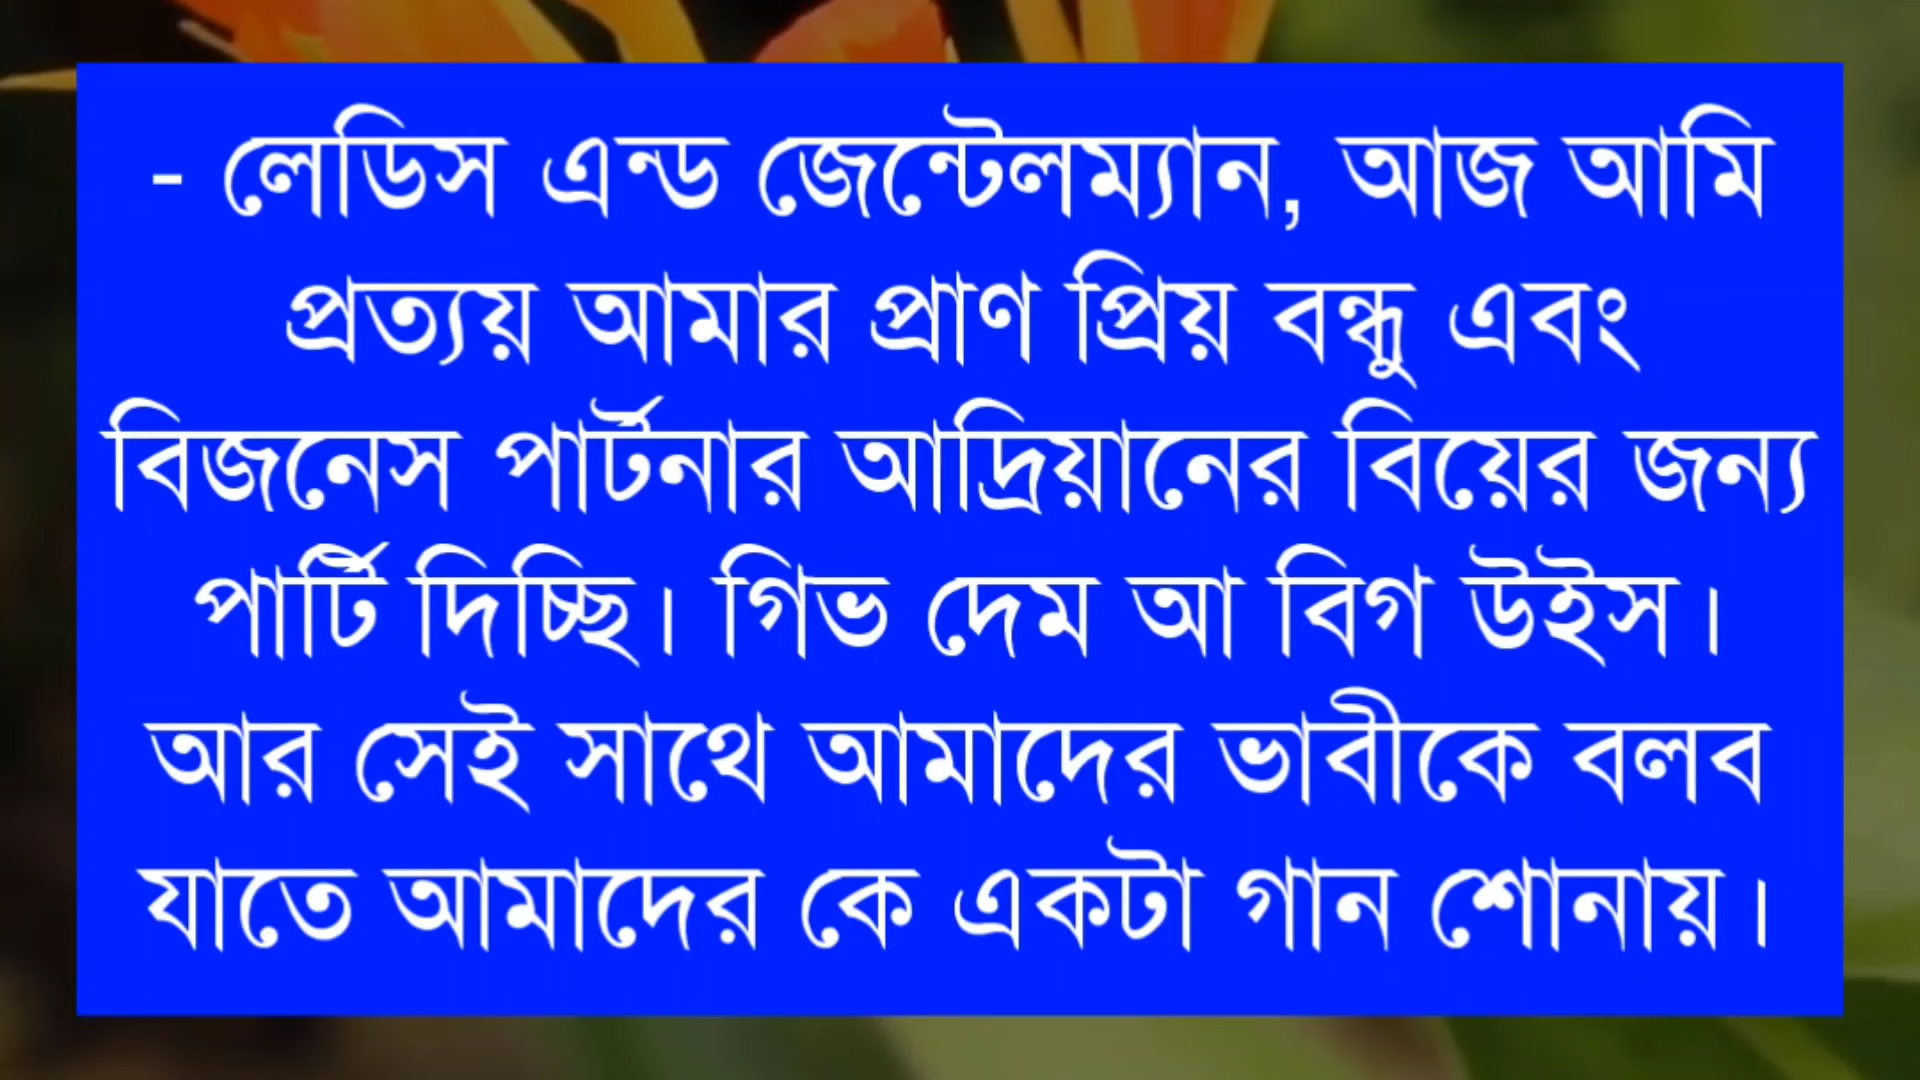 - লেডিস এন্ড জেন্টেলম্যান, আজ আমি
প্রত্যয় আমার প্রাণ প্রিয় বন্ধু এবং
বিজনেস পার্টনার আদ্রিয়ানের বিয়ের জন্য
পার্টি দিচ্ছি। গিভ দেম আ বিগ উইস।
আর সেই সাথে আমাদের ভাবীকে বলব
যাতে আমাদের কে একটা গান শোনায়।